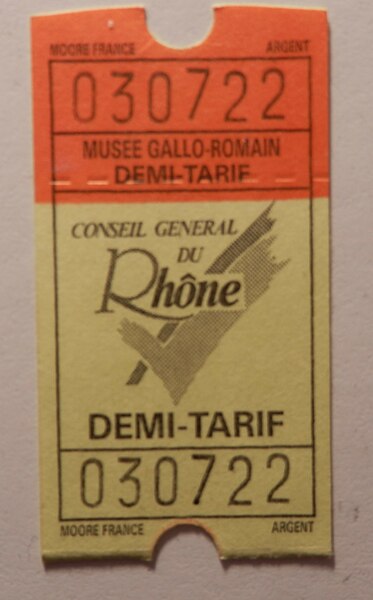 MOORE FRANCE ARGENT
030722
MUSEE GALLO-ROMAIN
DEMI-TARIF
CONSEIL GENERAL
DU
Rhône
DEMI-TARIF
030722
MOORE FRANCE ARGENT